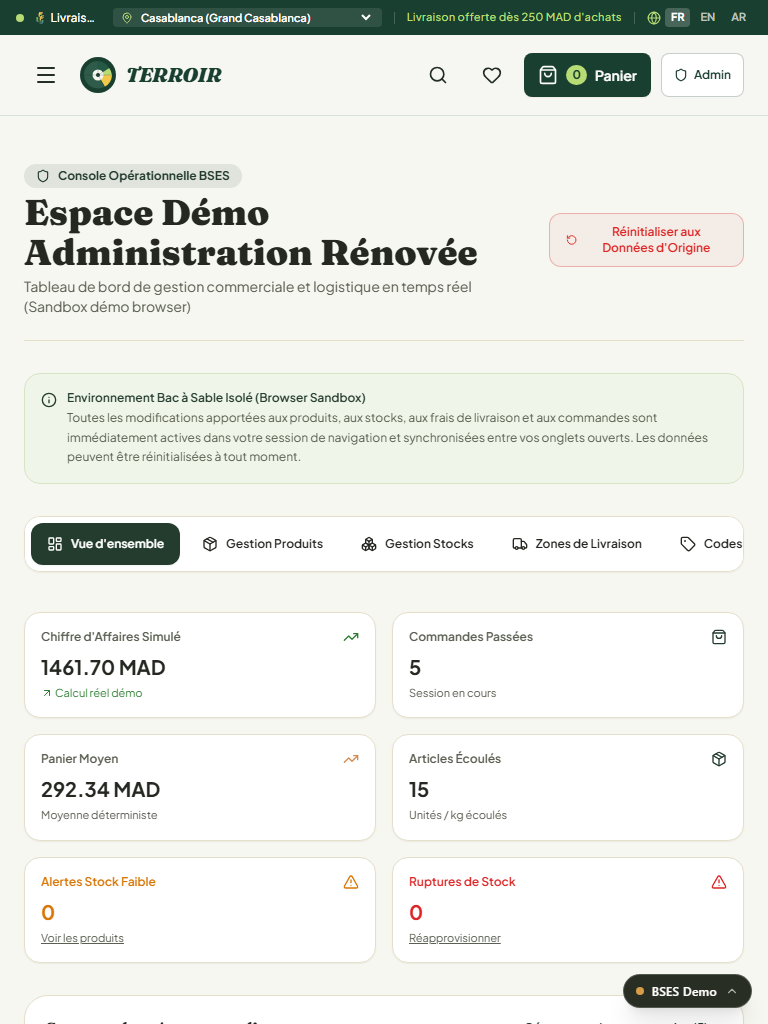 Livrais...
Casablanca (Grand Casablanca)
Livraison offerte dès 250 MAD d'achats
FR EN AR
TERROIR
0 Panier
Admin
Console Opérationnelle BSES
Espace Démo
Administration Rénovée
Tableau de bord de gestion commerciale et logistique en temps réel
(Sandbox démo browser)
Réinitialiser aux
Données d'Origine
Environnement Bac à Sable Isolé (Browser Sandbox)
Toutes les modifications apportées aux produits, aux stocks, aux frais de livraison et aux commandes sont
immédiatement actives dans votre session de navigation et synchronisées entre vos onglets ouverts. Les données
peuvent être réinitialisées à tout moment.
Vue d'ensemble
Gestion Produits
Gestion Stocks
Zones de Livraison
Codes
Chiffre d'Affaires Simulé
1461.70 MAD
Calcul réel démo
Commandes Passées
5
Session en cours
Panier Moyen
292.34 MAD
Moyenne déterministe
Articles Écoulés
15
Unités / kg écoulés
Alertes Stock Faible
0
Voir les produits
Ruptures de Stock
0
Réapprovisionner
BSES Demo